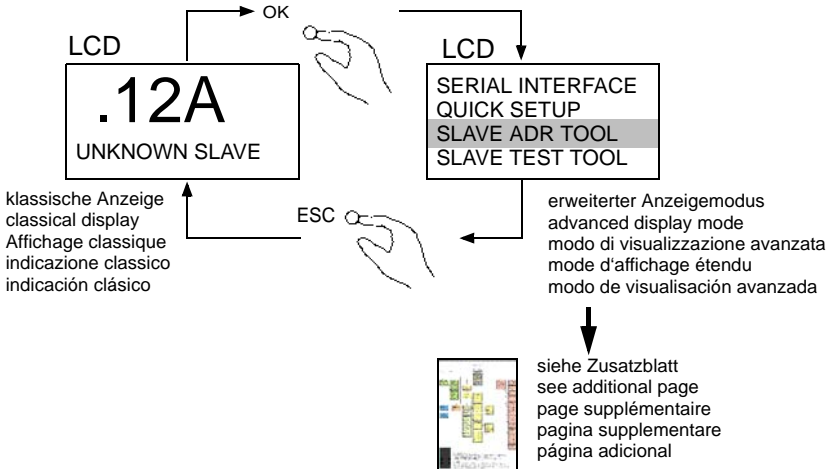 OK
LCD
.12A
UNKNOWN SLAVE
LCD
SERIAL INTERFACE
QUICK SETUP
SLAVE ADR TOOL
SLAVE TEST TOOL
klassische Anzeige
classical display
Affichage classique
indicazione classico
indicación clásico
ESC
erweiterter Anzeigemodus
advanced display mode
modo di visualizzazione avanzata
mode d'affichage étendu
modo de visualisación avanzada
siehe Zusatzblatt
see additional page
page supplémentaire
pagina supplementare
página adicional